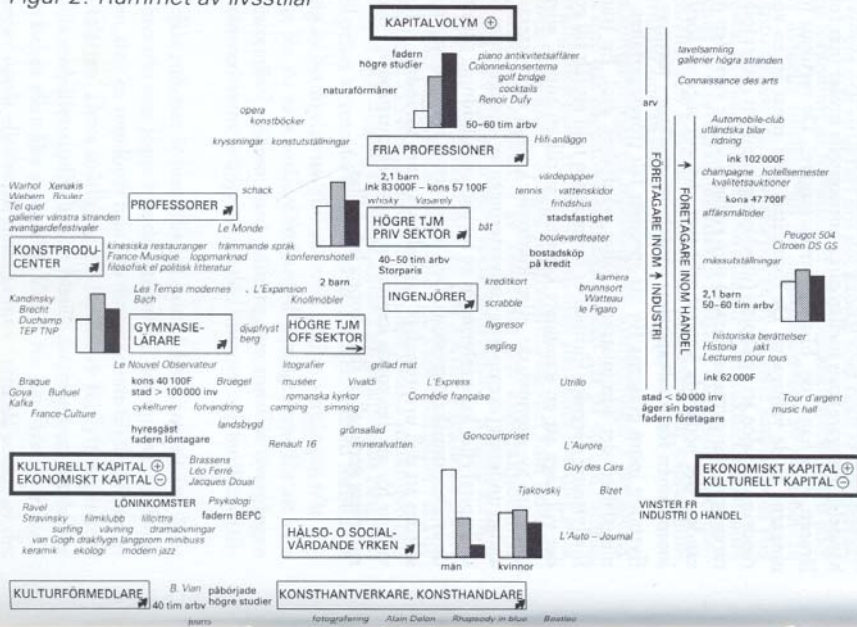 Figur 2. Rummet av livsstilar
KAPITALVOLYM ⊕
fadern
högre studier
naturaförmåner
piano antikvitetsaffärer
Colonnekonserterna
golf bridge
cocktails
Renoir Dufy
50–60 tim arbv
opera
konstböcker
kryssningar konstutställningar
FRIA PROFESSIONER
Hifi-anläggn
tavelsamling
gallerier högra stranden
Connaissance des arts
arv
Automobile-club
utländska bilar
ridning
ink 102 000F
champagne hotellsemester
kvalitetsauktioner
kons 47 700F
affärsmåltider
Peugot 504
Citroen DS GS
mässutställningar
2,1 barn
50–60 tim arbv
historiska berättelser
Historia jakt
Lectures pour tous
ink 62 000F
FÖRETAGARE INOM INDUSTRI
FÖRETAGARE INOM HANDEL
stad < 50 000 inv
äger sin bostad
fadern företagare
Tour d'argent
music hall
2,1 barn
ink 83 000F – kons 57 100F
whisky Vasarely
värdepapper
tennis vattenskidor
fritidshus
stadsfastighet
Warhol Xenakis
Webern Boulez
Tel quel
gallerier vänstra stranden
avantgardefestivaler
PROFESSORER
schack
Le Monde
HÖGRE TJM
PRIV SEKTOR
båt
boulevardteater
KONSTPRODU-
CENTER
kinesiska restauranger främmande språk
France-Musique loppmarknad
filosofisk el politisk litteratur
konferenshotell
40–50 tim arbv
Storparis
bostadsköp
på kredit
Les Temps modernes L'Expansion
Bach
2 barn
Knollmöbler
INGENJÖRER
kreditkort
scrabble
flygresor
segling
kamera
brunnsort
Watteau
le Figaro
Kandinsky
Brecht
Duchamp
TEP TNP
GYMNASIE-
LÄRARE
djupfryst
berg
HÖGRE TJM
OFF SEKTOR
Le Nouvel Observateur
litografier grillad mat
Braque
Goya Buñuel
Kafka
France-Culture
kons 40 100F
stad > 100 000 inv
Bruegel
muséer Vivaldi L'Express
romanska kyrkor Comédie française
Utrillo
cykelturer fotvandring camping simning
hyresgäst
fadern löntagare
landsbygd
grönsallad
Renault 16 mineralvatten
Goncourtpriset
L'Aurore
KULTURELLT KAPITAL ⊕
EKONOMISKT KAPITAL ⊖
Brassens
Léo Ferré
Jacques Douai
Guy des Cars
EKONOMISKT KAPITAL ⊕
KULTURELLT KAPITAL ⊖
Tjakovskij Bizet
VINSTER FR
INDUSTRI O HANDEL
LÖNINKOMSTER Psykologi
fadern BEPC
Ravel
Stravinsky filmklubb
surfing vävning dramaövningar
van Gogh drakflygn långprom minibuss
keramik ekologi modern jazz
HÄLSO- O SOCIAL-
VÅRDANDE YRKEN
män kvinnor
L'Auto – Journal
KULTURFÖRMEDLARE
B. Vian påbörjade
40 tim arbv högre studier
KONSTHANTVERKARE, KONSTHANDLARE
fotografering Alain Delon Rhapsody in blue Beatles